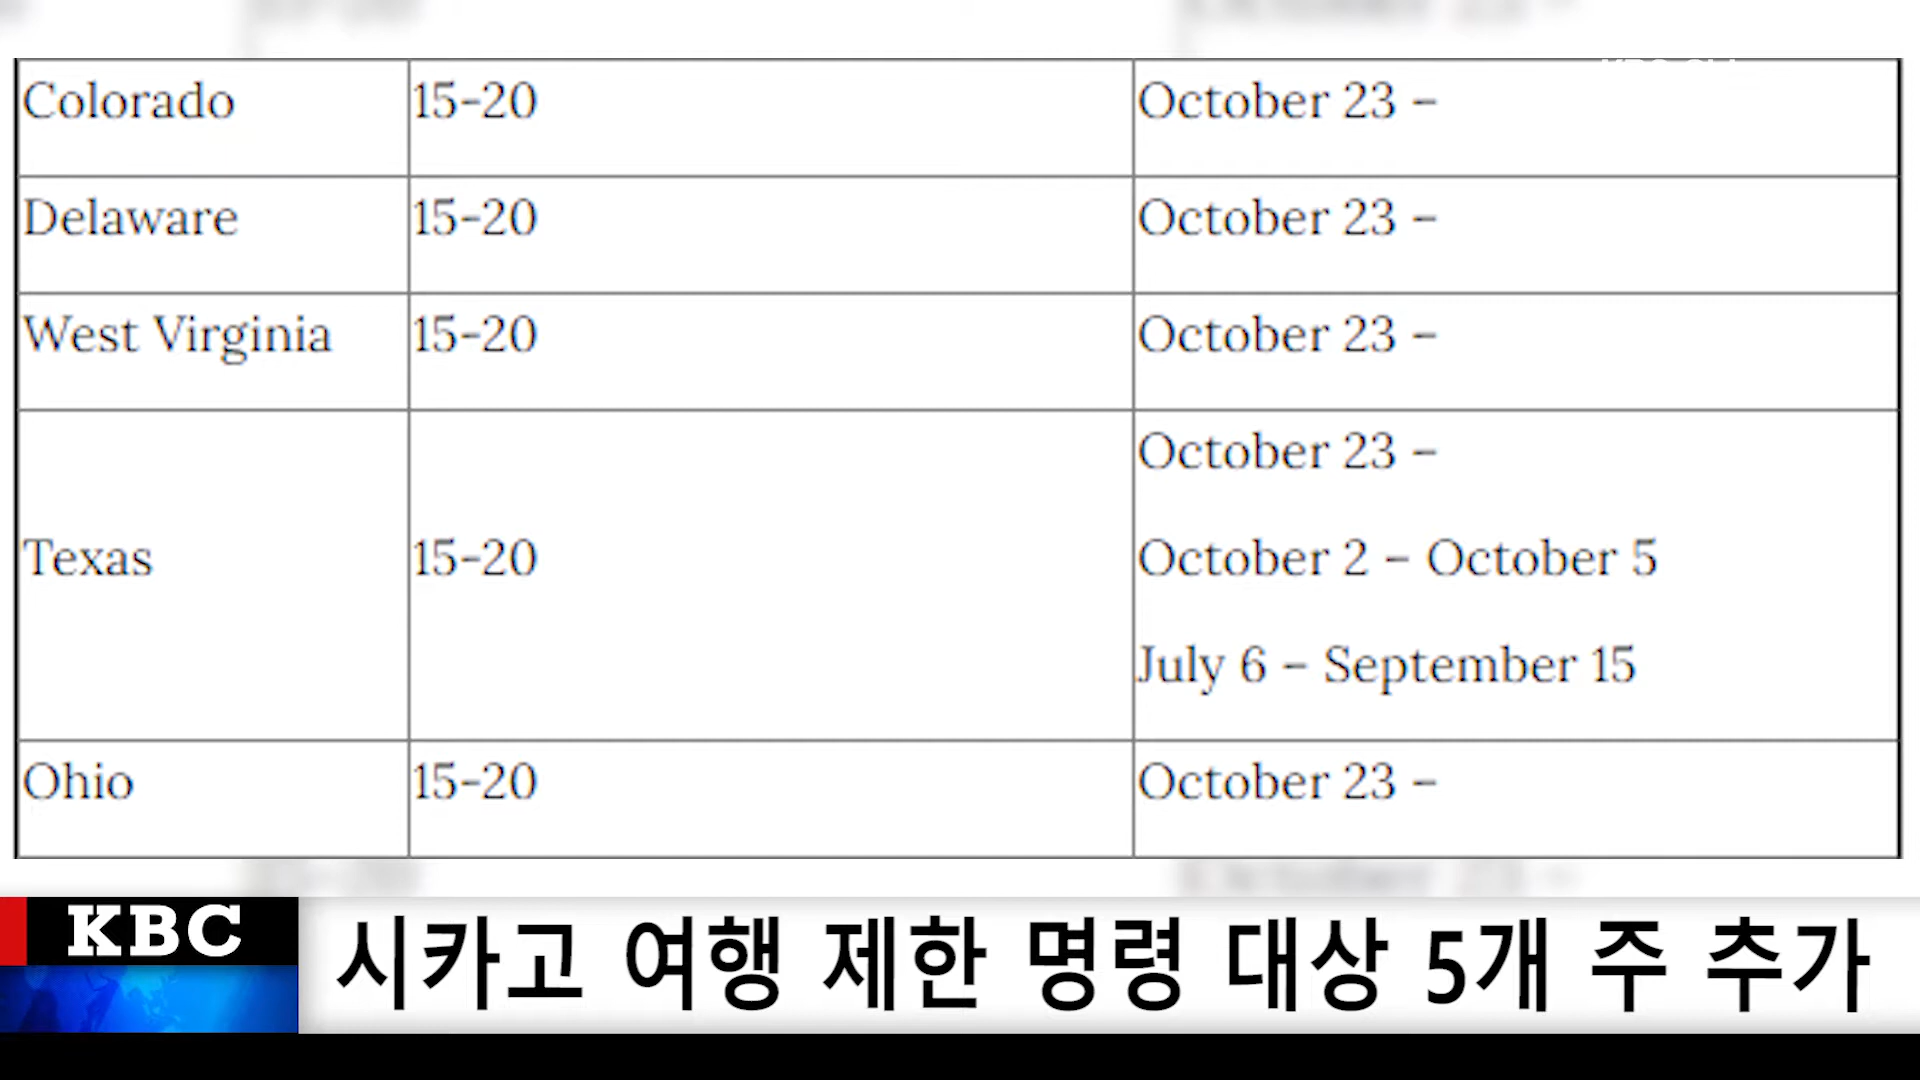 Colorado 15-20 October 23 –
Delaware 15-20 October 23 –
West Virginia 15-20 October 23 –
October 23 –
Texas 15-20 October 2 – October 5
July 6 – September 15
Ohio 15-20 October 23 –
KBC
시카고 여행 제한 명령 대상 5개 주 추가